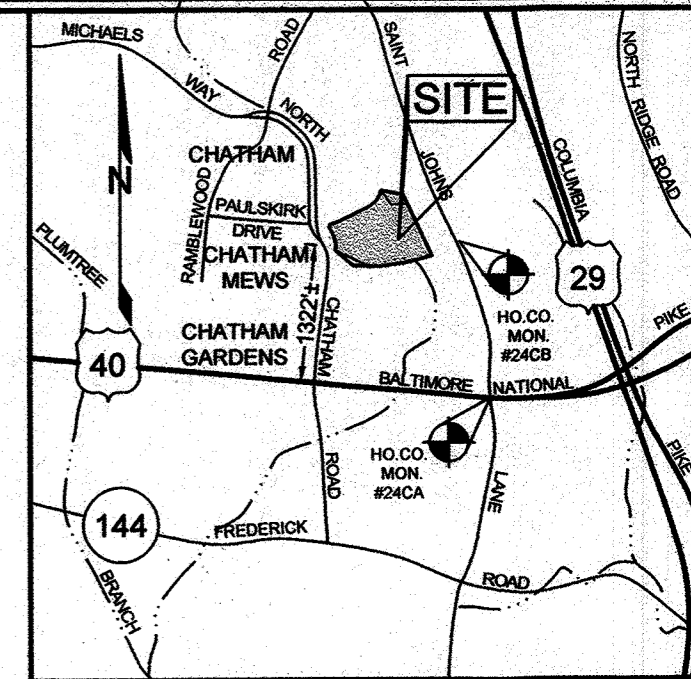 MICHAELS
WAY
NORTH
ROAD
SAINT
JOHNS
LANE
SITE
COLUMBIA
PIKE
NORTH RIDGE ROAD
CHATHAM
RAMBLEWOOD
PAULSKIRK
DRIVE
CHATHAM
MEWS
CHATHAM
GARDENS
1322'±
CHATHAM
ROAD
N
PLUMTREE
BRANCH
40
29
HO.CO.
MON.
#24CB
BALTIMORE NATIONAL PIKE
HO.CO.
MON.
#24CA
144
FREDERICK
ROAD